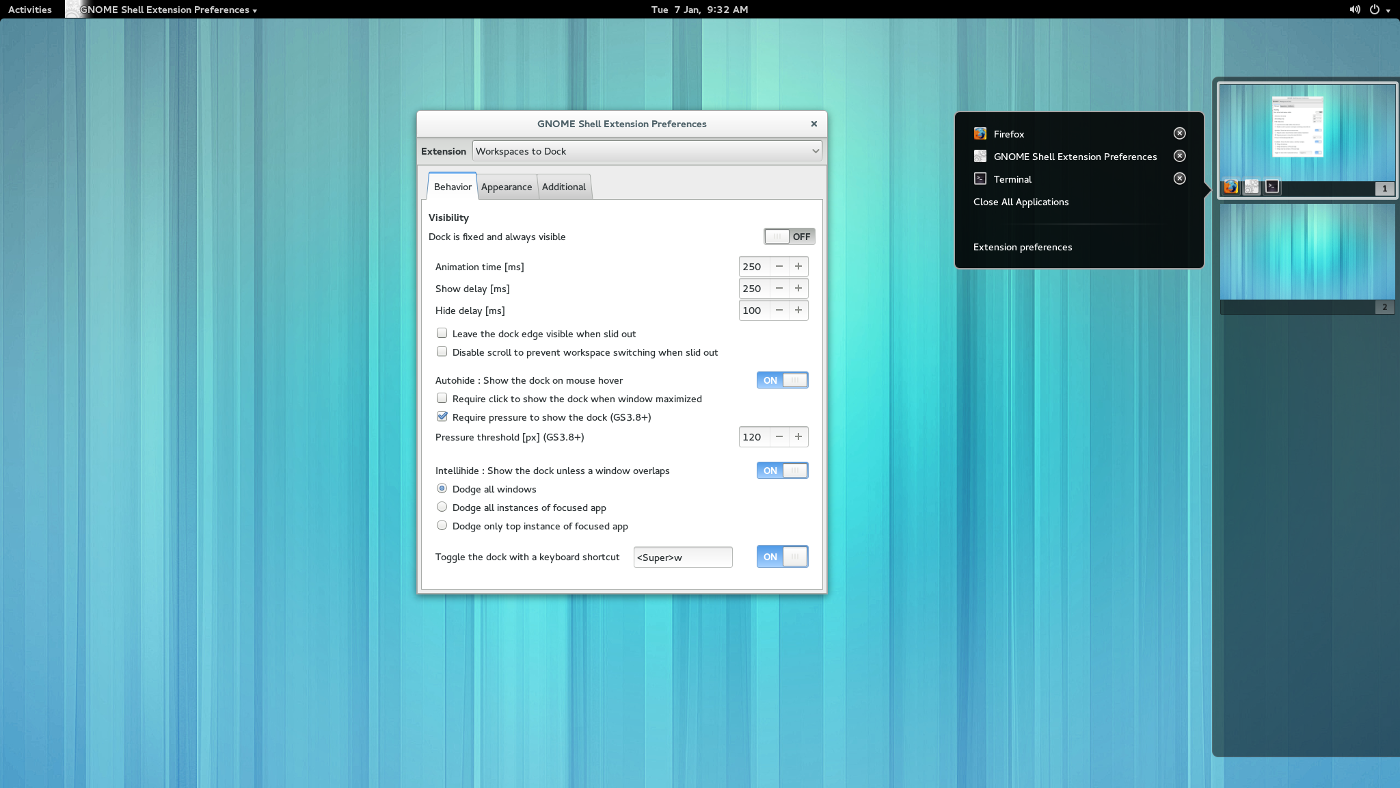 Activities GNOME Shell Extension Preferences Tue 7 Jan, 9:32 AM
GNOME Shell Extension Preferences
Extension Workspaces to Dock
Behavior Appearance Additional
Visibility
Dock is fixed and always visible OFF
Animation time [ms] 250
Show delay [ms] 250
Hide delay [ms] 100
Leave the dock edge visible when slid out
Disable scroll to prevent workspace switching when slid out
Autohide : Show the dock on mouse hover ON
Require click to show the dock when window maximized
Require pressure to show the dock (GS3.8+)
Pressure threshold [px] (GS3.8+) 120
Intellihide : Show the dock unless a window overlaps ON
Dodge all windows
Dodge all instances of focused app
Dodge only top instance of focused app
Toggle the dock with a keyboard shortcut <Super>w ON
Firefox
GNOME Shell Extension Preferences
Terminal
Close All Applications
Extension preferences
1
2